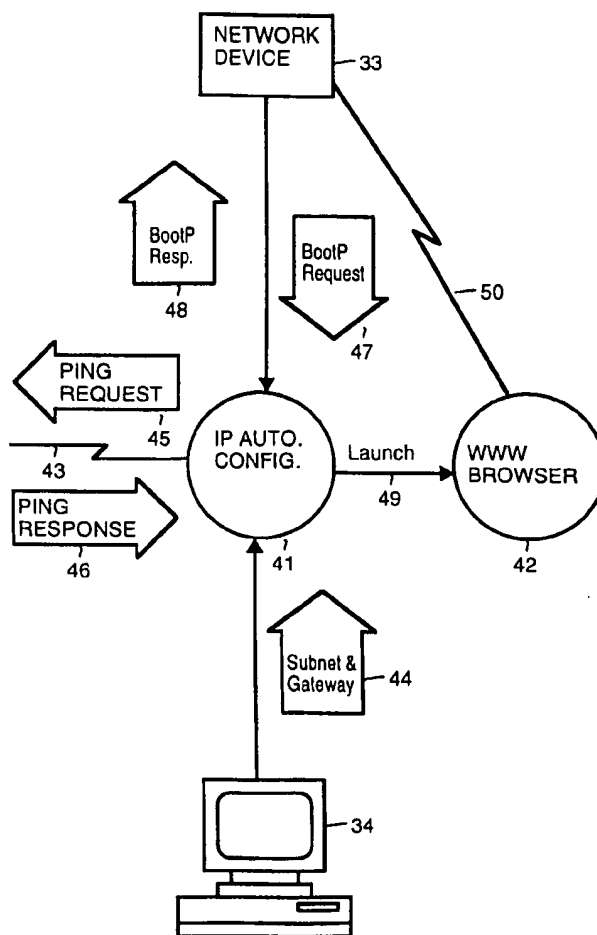 NETWORK
DEVICE
33
BootP
Resp.
48
BootP
Request
47
50
PING
REQUEST
45
43
PING
RESPONSE
46
IP AUTO.
CONFIG.
41
Launch
49
WWW
BROWSER
42
Subnet &
Gateway
44
34